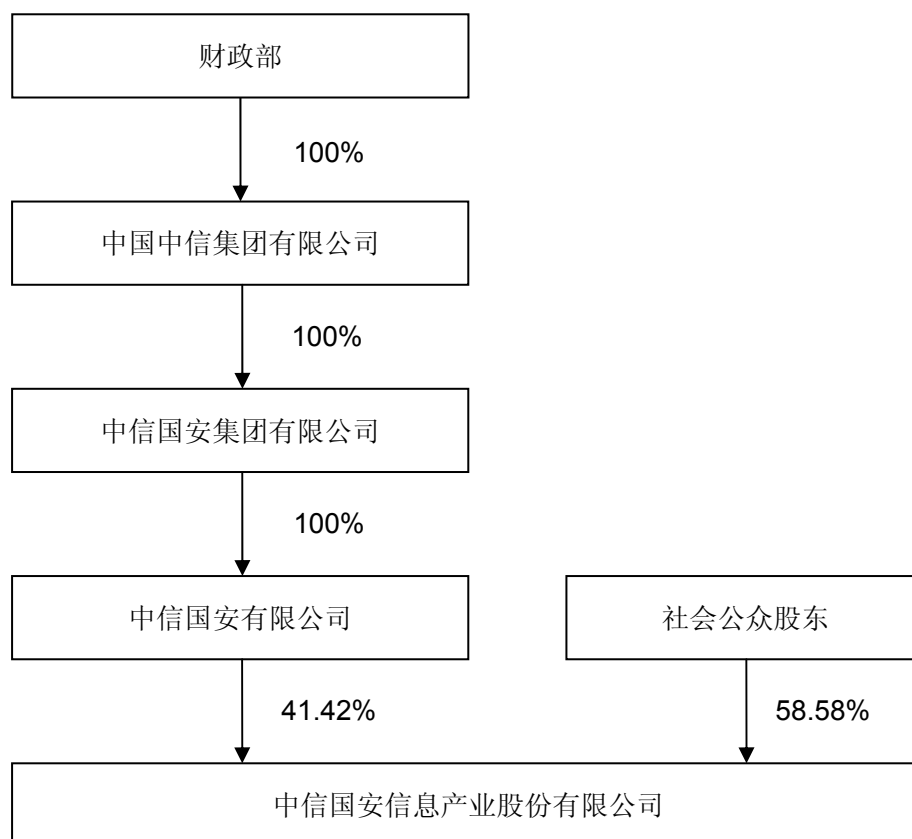 财政部
100%
中国中信集团有限公司
100%
中信国安集团有限公司
100%
中信国安有限公司
社会公众股东
41.42%
58.58%
中信国安信息产业股份有限公司